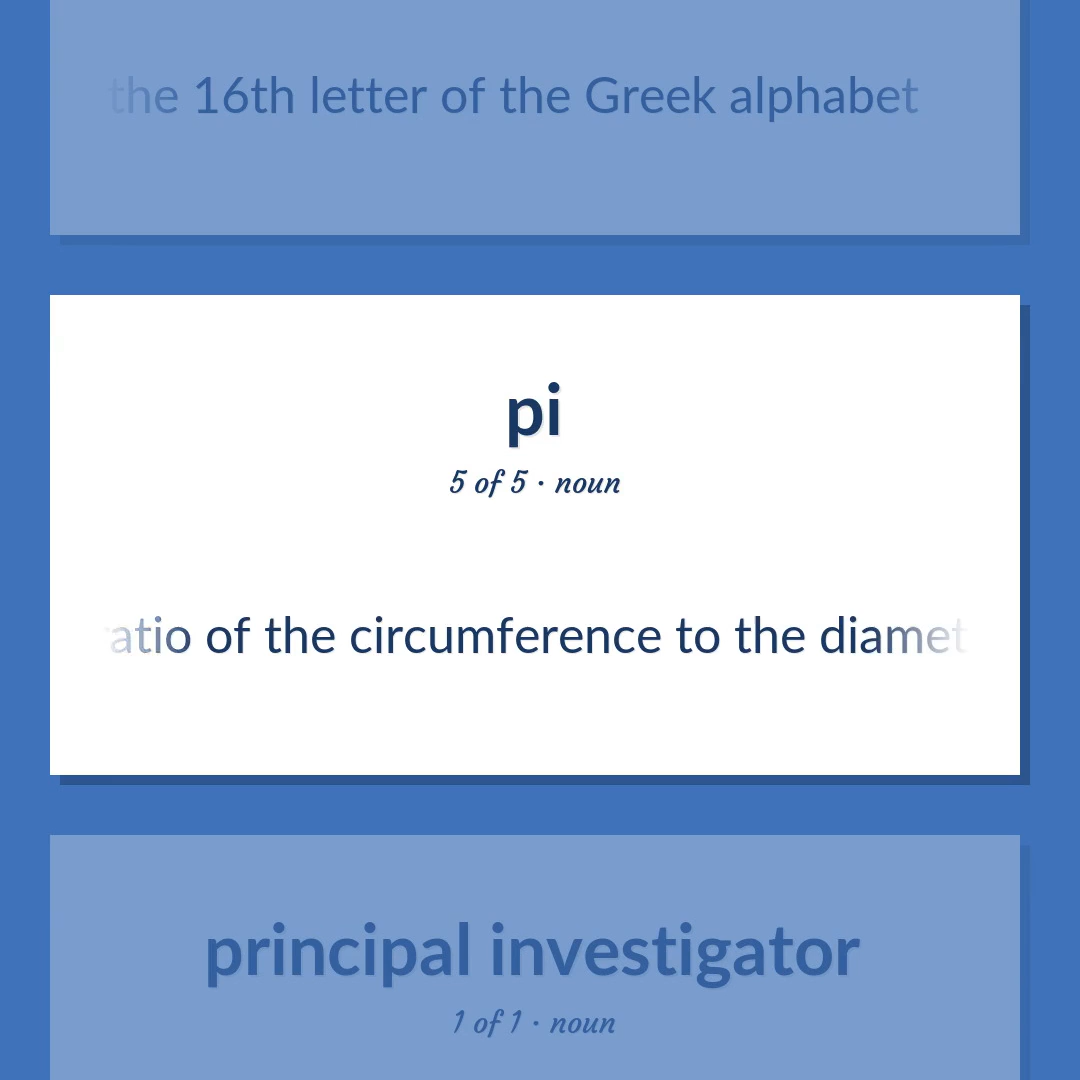 the 16th letter of the Greek alphabet
pi
5 of 5 · noun
atio of the circumference to the diamet
principal investigator
1 of 1 · noun